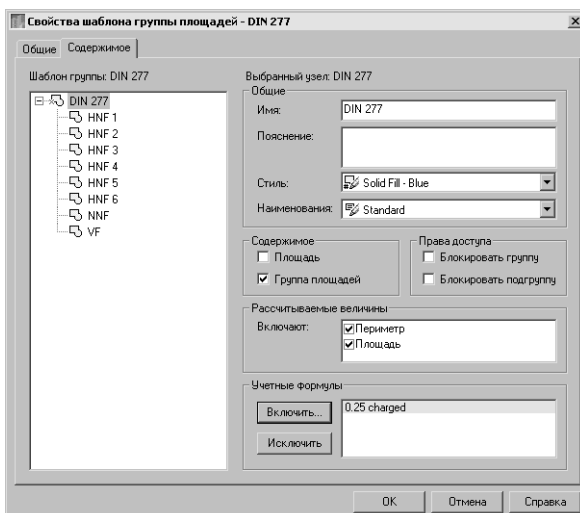 Свойства шаблона группы площадей - DIN 277
Общие
Содержимое
Шаблон группы: DIN 277
DIN 277
HNF 1
HNF 2
HNF 3
HNF 4
HNF 5
HNF 6
NNF
VF
Выбранный узел: DIN 277
Общие
Имя: DIN 277
Пояснение:
Стиль: Solid Fill - Blue
Наименования: Standard
Содержимое
Площадь
Группа площадей
Права доступа
Блокировать группу
Блокировать подгруппу
Рассчитываемые величины
Включают:
Периметр
Площадь
Учетные формулы
Включить...
Исключить
0.25 charged
OK
Отмена
Справка